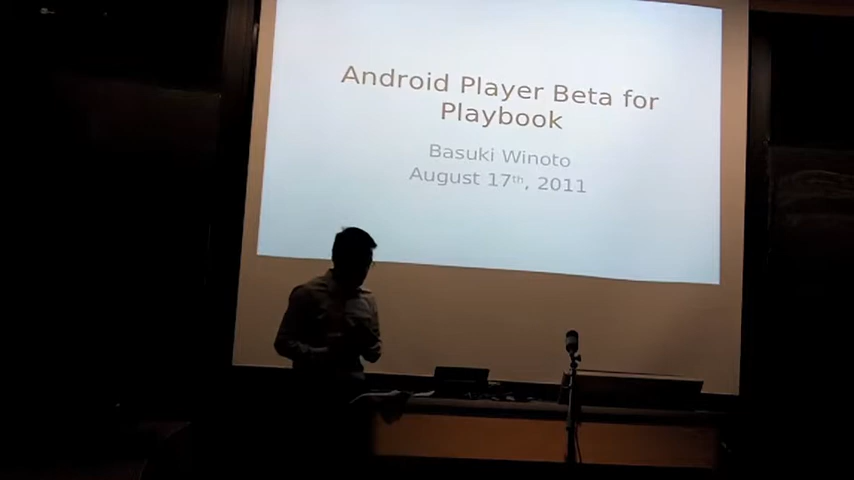 Android Player Beta for
Playbook
Basuki Winoto
August 17th, 2011